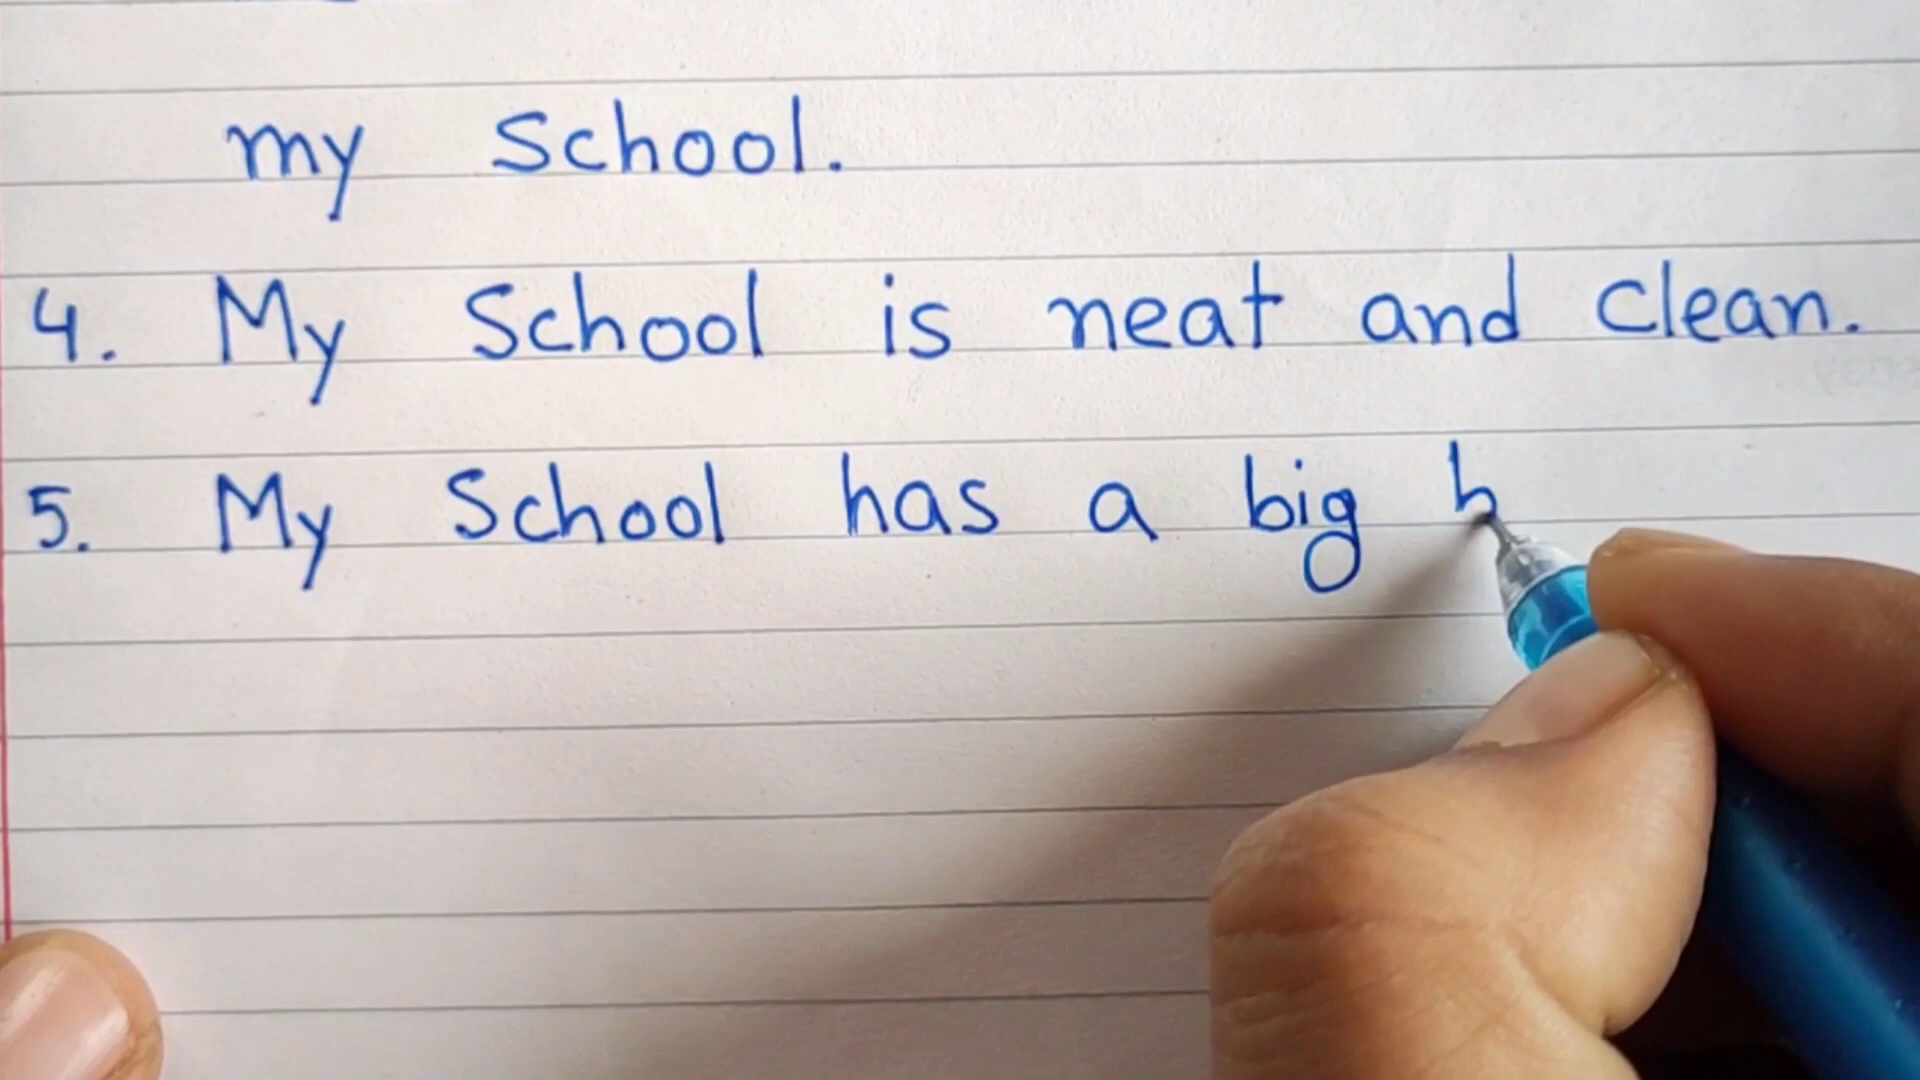 my School.
4. My School is neat and clean.
5. My School has a big